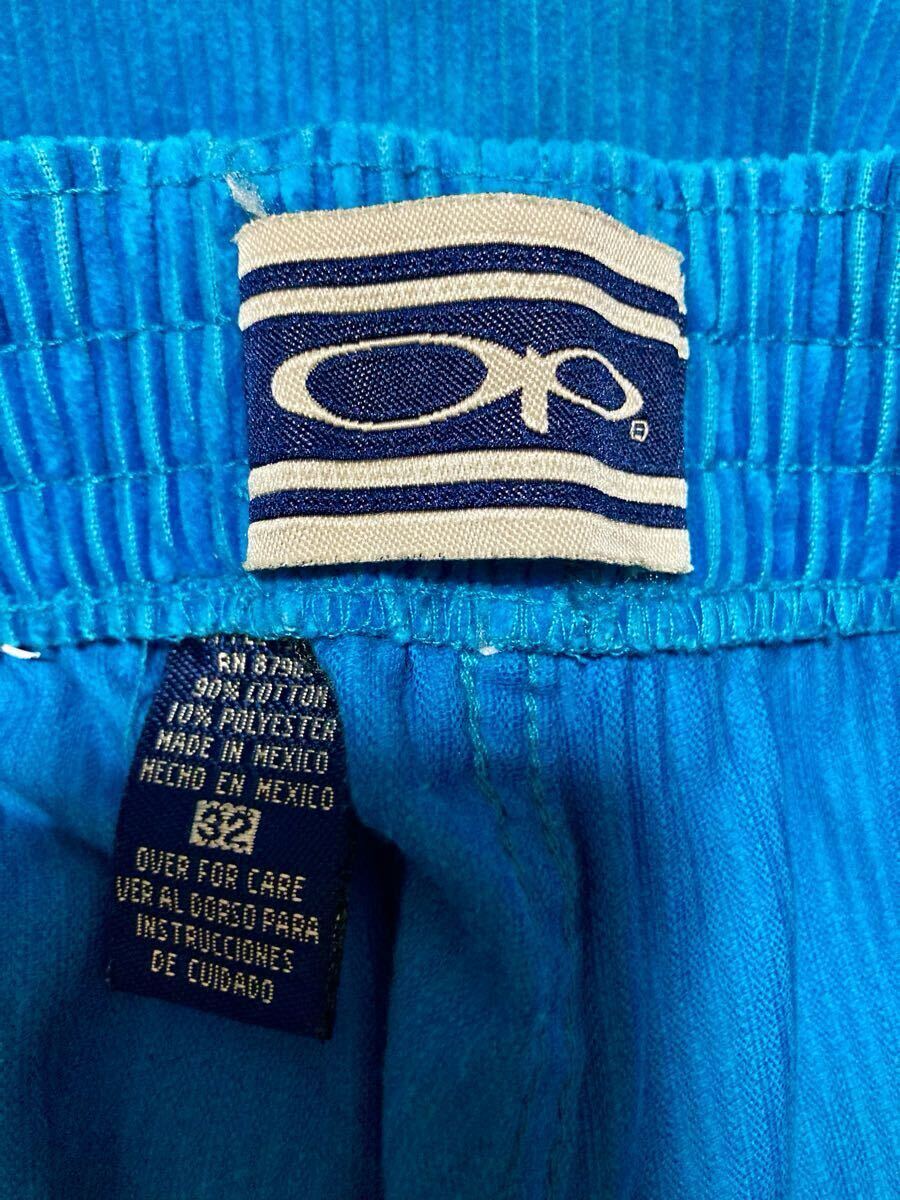 Op®
RN
90% COTTON
10% POLYESTER
MADE IN MEXICO
HECHO EN MEXICO
32
OVER FOR CARE
VER AL DORSO PARA
INSTRUCCIONES
DE CUIDADO